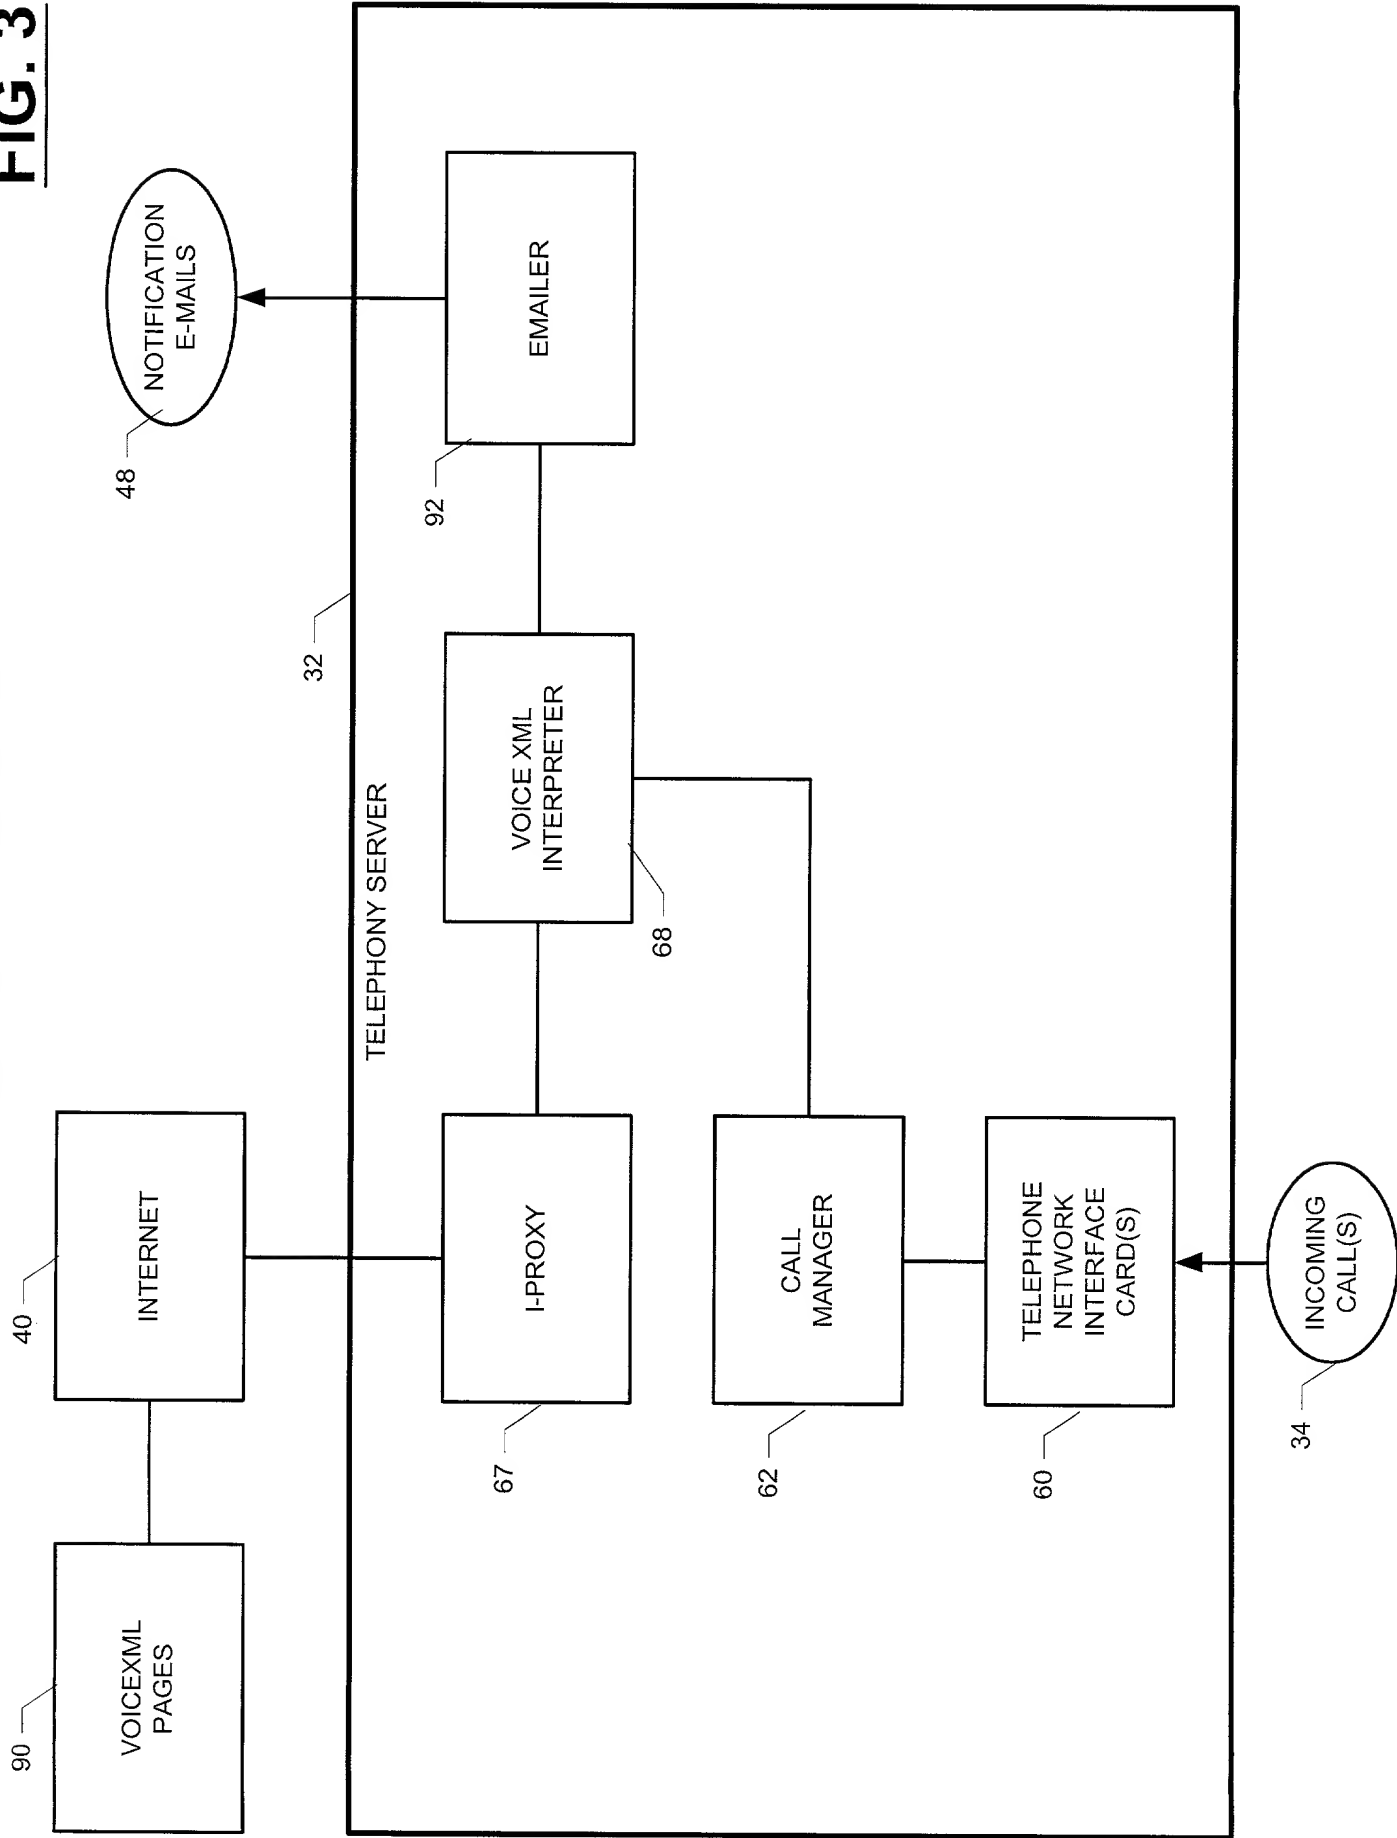 FIG. 3
90
VOICEXML
PAGES
40
INTERNET
48
NOTIFICATION
E-MAILS
32
TELEPHONY SERVER
67
I-PROXY
68
VOICE XML
INTERPRETER
92
EMAILER
62
CALL
MANAGER
60
TELEPHONE
NETWORK
INTERFACE
CARD(S)
34
INCOMING
CALL(S)